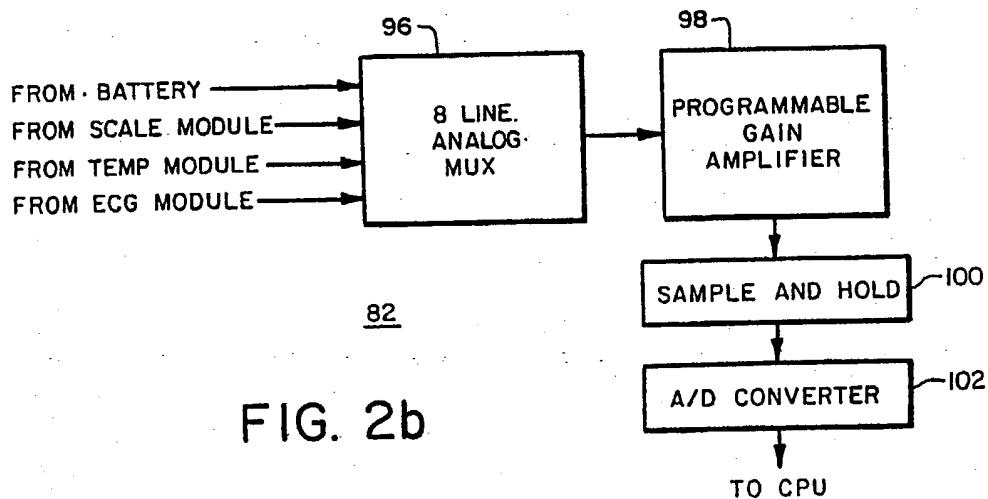 96
98
FROM· BATTERY
FROM SCALE MODULE
FROM TEMP MODULE
FROM ECG MODULE
8 LINE.
ANALOG·
MUX
PROGRAMMABLE
GAIN
AMPLIFIER
SAMPLE AND HOLD
100
82
A/D CONVERTER
102
FIG. 2b
TO CPU